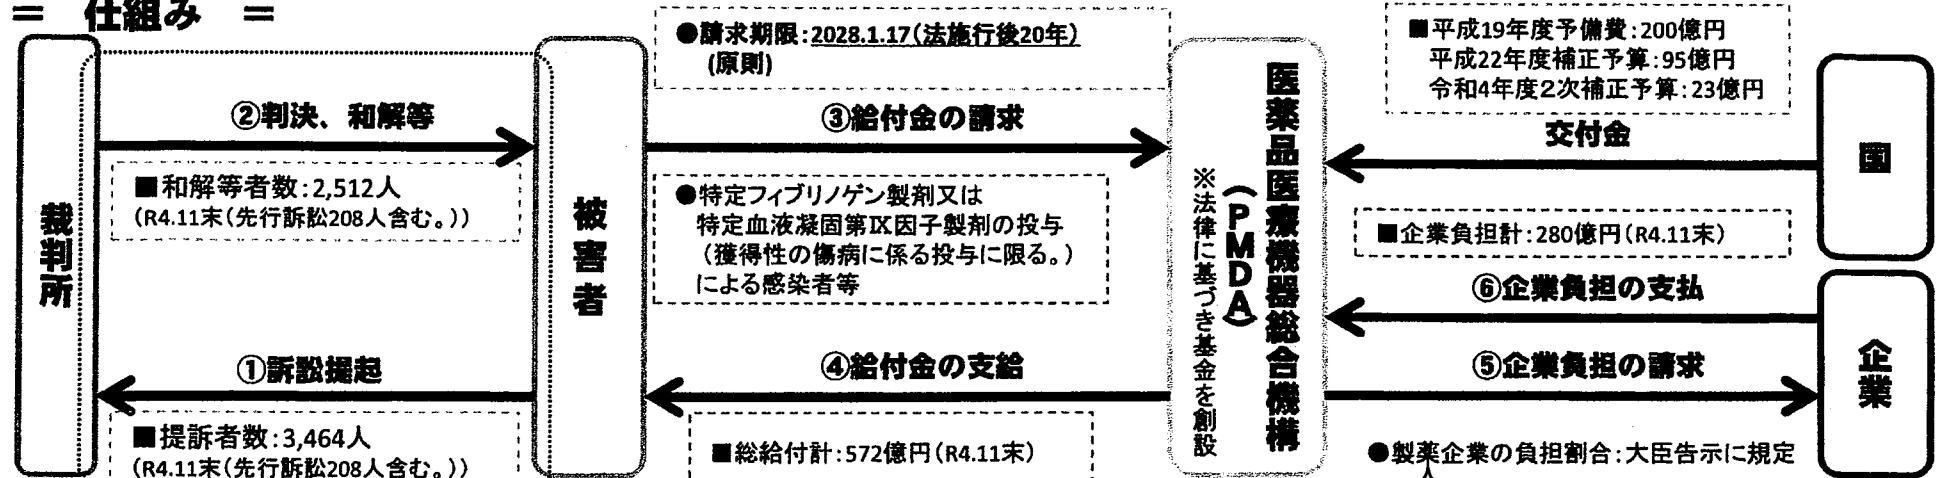 ＝　仕組み　＝
裁判所
②判決、和解等
■和解等者数：2,512人
（R4.11末（先行訴訟208人含む。））
①訴訟提起
■提訴者数：3,464人
（R4.11末（先行訴訟208人含む。））
被害者
●請求期限：2028.1.17（法施行後20年）
（原則）
③給付金の請求
●特定フィブリノゲン製剤又は
特定血液凝固第Ⅸ因子製剤の投与
（獲得性の傷病に係る投与に限る。）
による感染者等
④給付金の支給
■総給付計：572億円（R4.11末）
医薬品医療機器総合機構
（PMDA）
※法律に基づき基金を創設
■平成19年度予備費：200億円
平成22年度補正予算：95億円
令和4年度２次補正予算：23億円
交付金
国
■企業負担計：280億円（R4.11末）
⑥企業負担の支払
⑤企業負担の請求
企業
●製薬企業の負担割合：大臣告示に規定